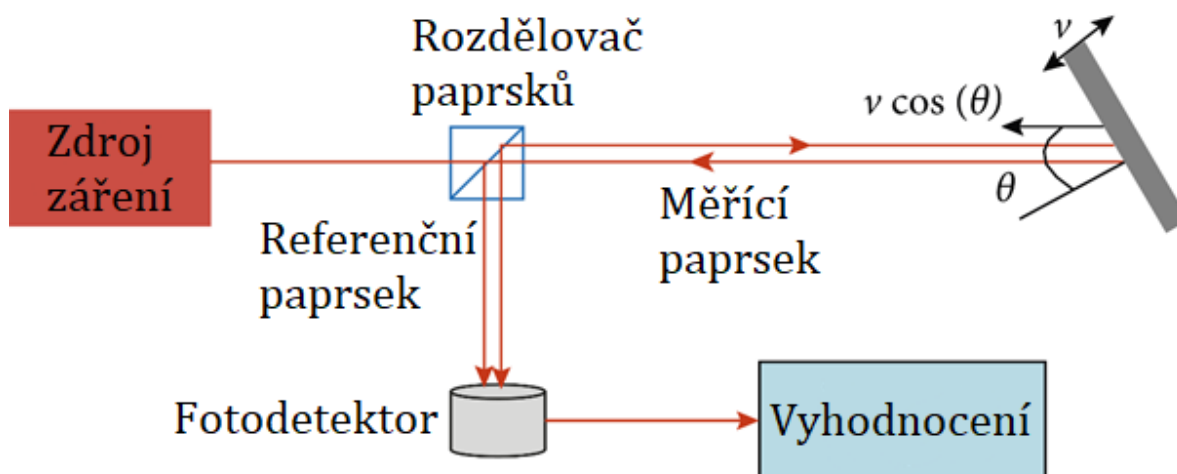 Rozdělovač
paprsků
v
v cos (θ)
Zdroj
záření
θ
Měřící
paprsek
Referenční
paprsek
Fotodetektor
Vyhodnocení